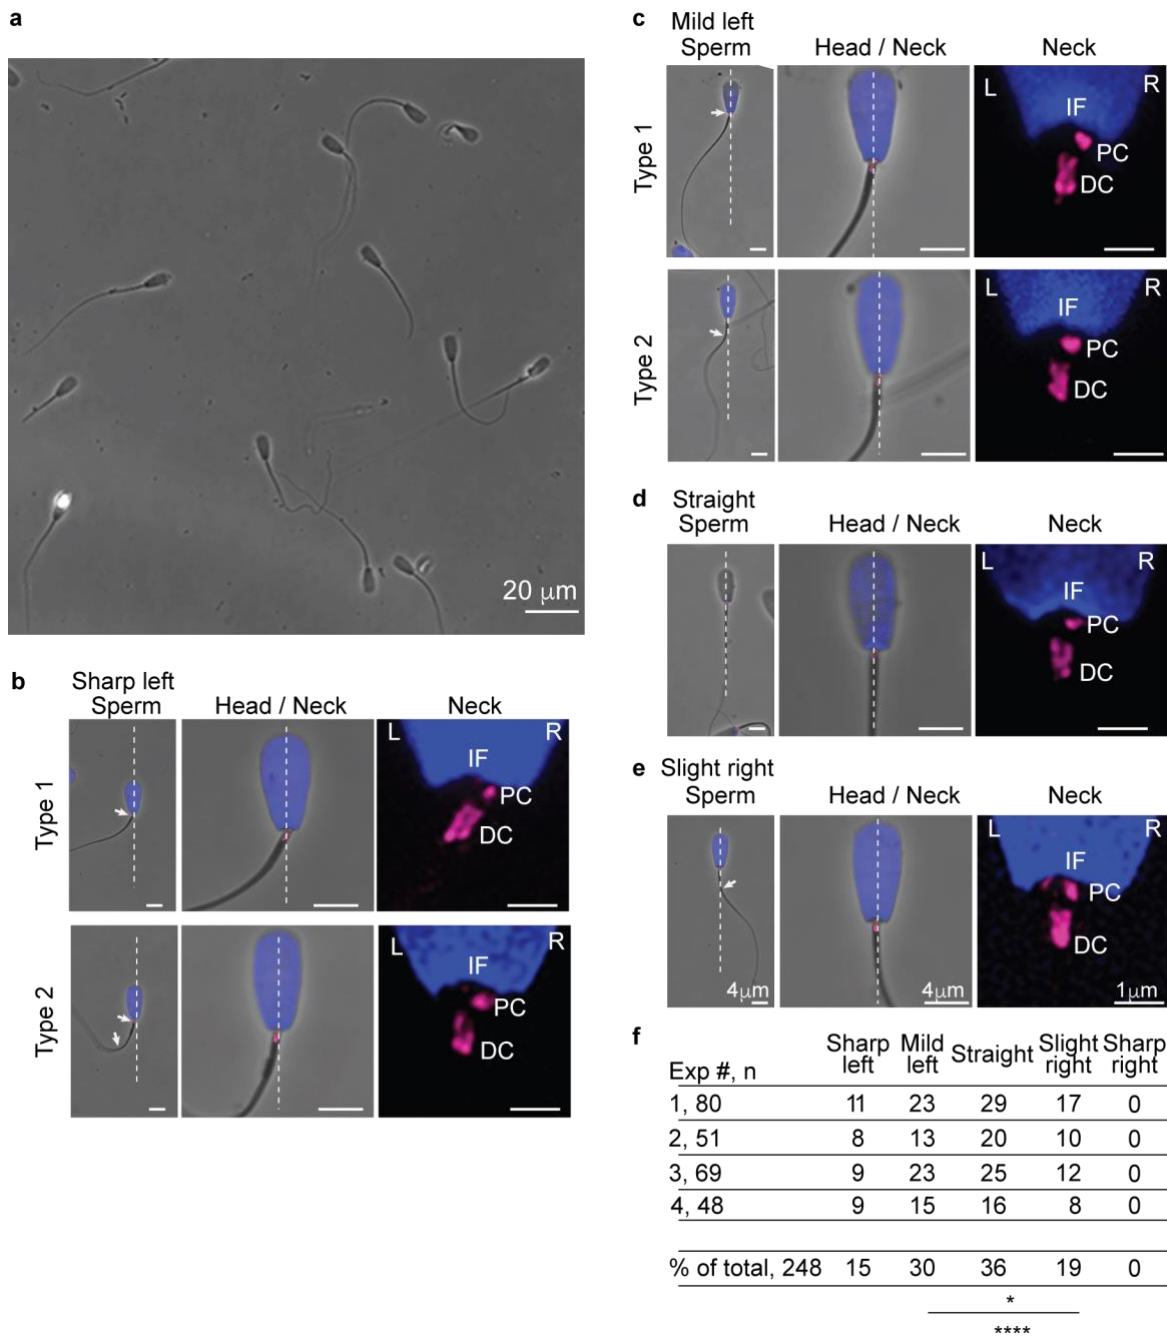 a
20 μm
b
Sharp left
Sperm
Head / Neck
Neck
Type 1
L
R
IF
PC
DC
Type 2
L
R
IF
PC
DC
c
Mild left
Sperm
Head / Neck
Neck
Type 1
L
R
IF
PC
DC
Type 2
L
R
IF
PC
DC
d
Straight
Sperm
Head / Neck
Neck
L
R
IF
PC
DC
e
Slight right
Sperm
Head / Neck
Neck
L
R
IF
PC
DC
4μm
4μm
1μm
f
Exp #, n Sharp left Mild left Straight Slight right Sharp right
1, 80 11 23 29 17 0
2, 51 8 13 20 10 0
3, 69 9 23 25 12 0
4, 48 9 15 16 8 0
% of total, 248 15 30 36 19 0
*
****